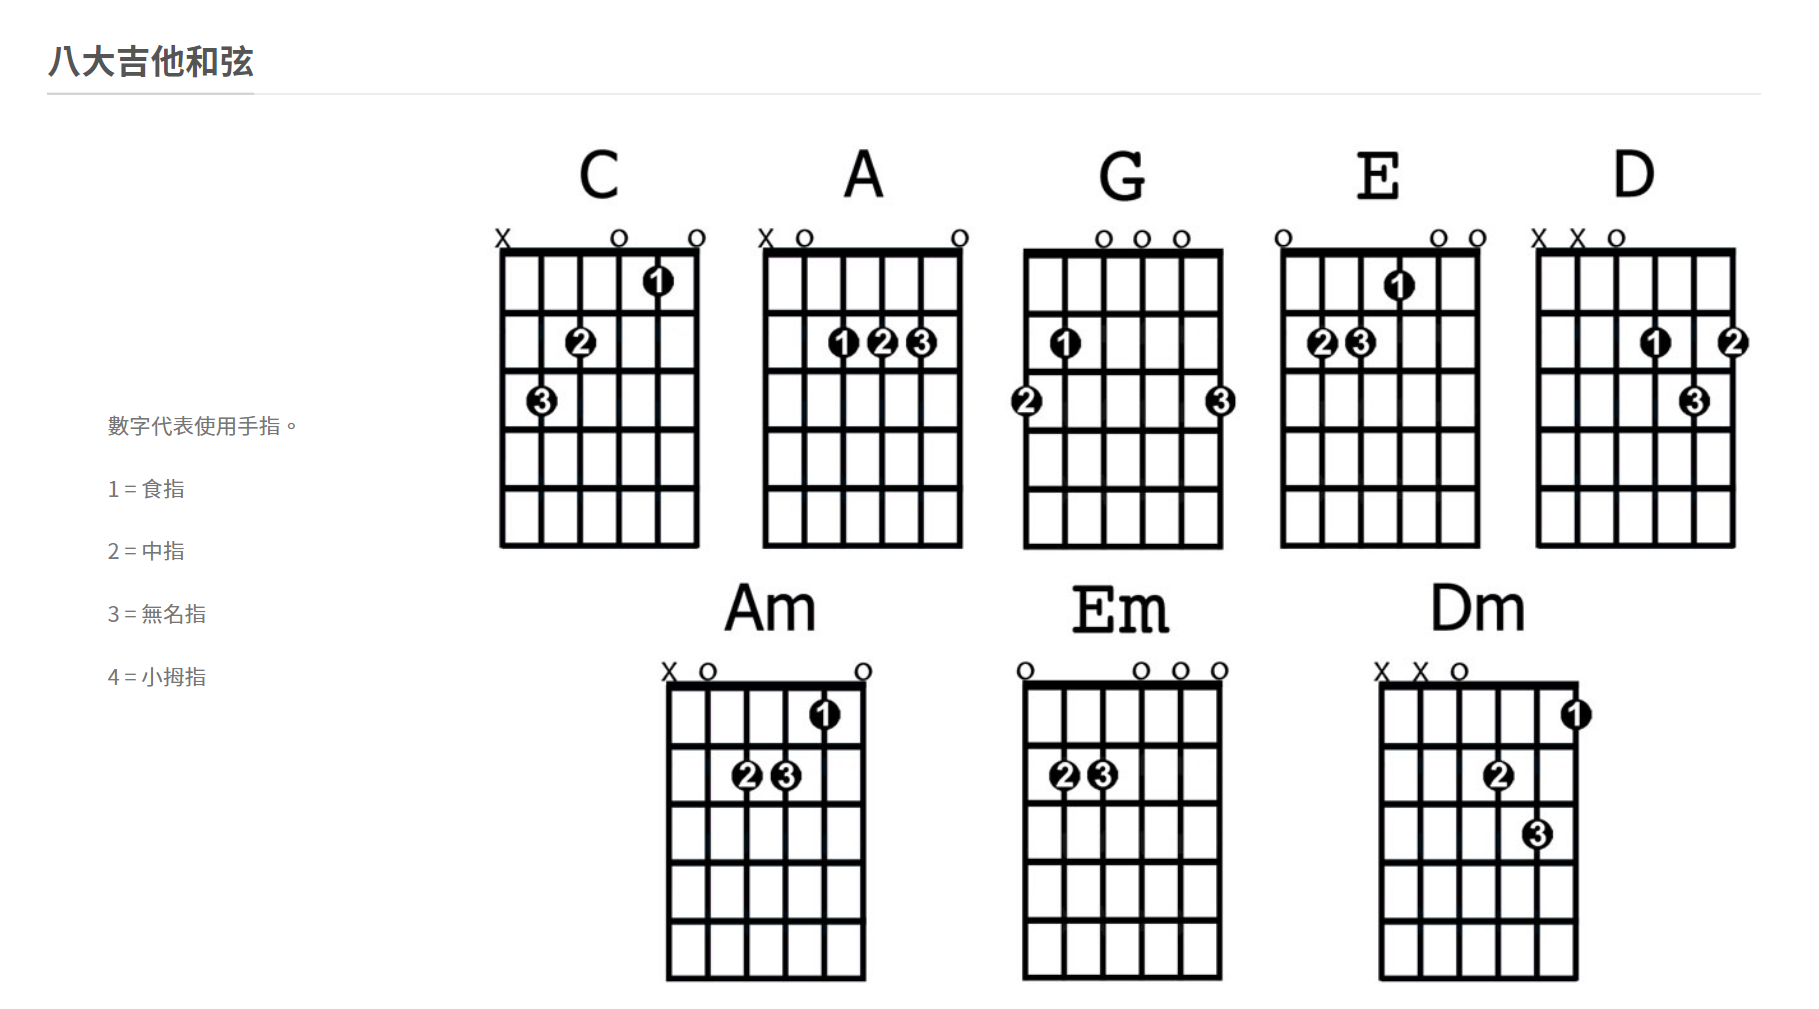 八大吉他和弦
數字代表使用手指。
1 = 食指
2 = 中指
3 = 無名指
4 = 小拇指
C A G E D
X O O X O O O O O O O O X X O
1 1
2 1 2 3 1 2 3 1 2
3 2 3 3
Am Em Dm
X O O O O O O X X O
1 1
2 3 2 3 2
3